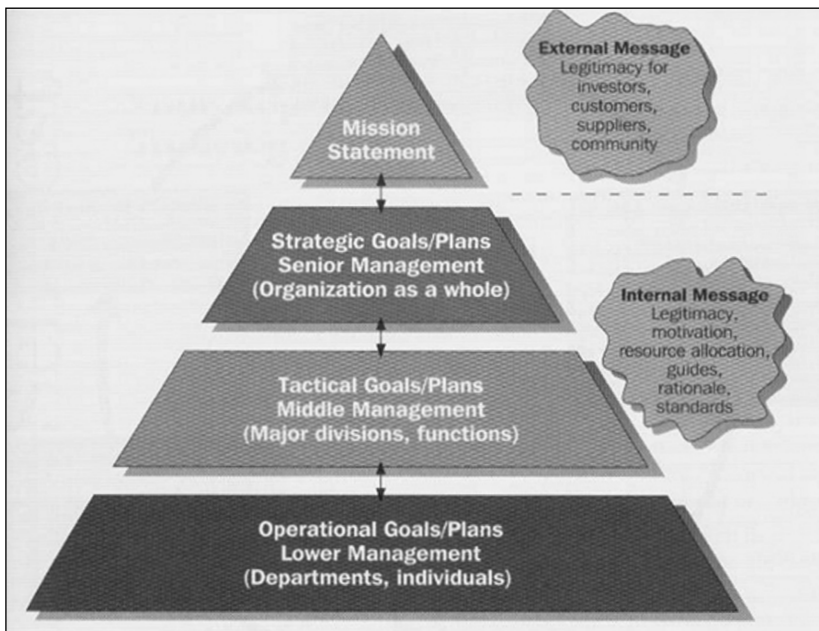 External Message
Legitimacy for
investors,
customers,
suppliers,
community
Mission
Statement
Strategic Goals/Plans
Senior Management
(Organization as a whole)
Internal Message
Legitimacy,
motivation,
resource allocation,
guides,
rationale,
standards
Tactical Goals/Plans
Middle Management
(Major divisions, functions)
Operational Goals/Plans
Lower Management
(Departments, individuals)